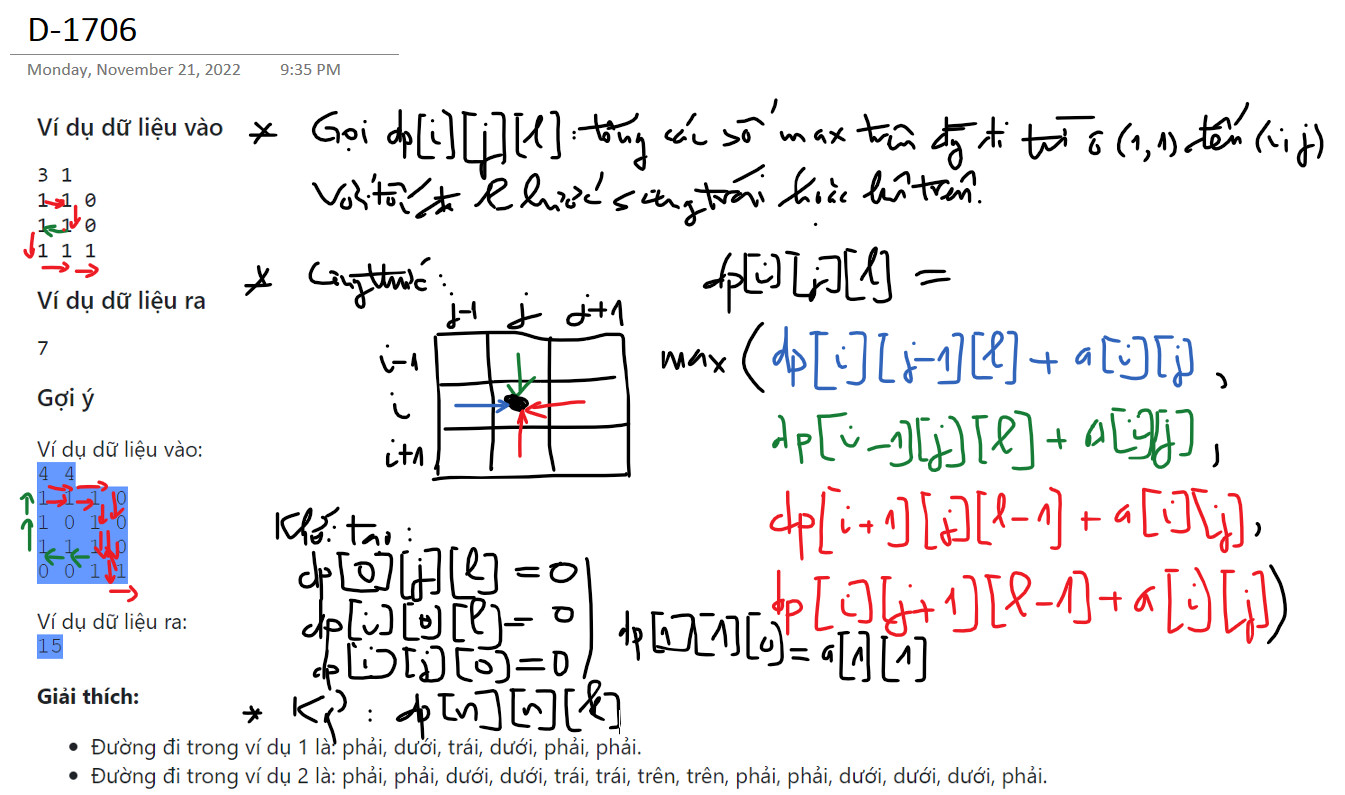 D-1706
Monday, November 21, 2022 9:35 PM
Ví dụ dữ liệu vào
3 1
1 1 0
1 1 0
1 1 1
Ví dụ dữ liệu ra
7
Gợi ý
Ví dụ dữ liệu vào:
4 4
1 1 1 0
1 0 1 0
1 1 1 0
0 0 1 1
Ví dụ dữ liệu ra:
15
Giải thích:
* Gọi dp[i][j][l]: tổng các số max trên đg đi từ ô (1,1) đến (i,j)
với tối đa l bước sang trái hoặc lên trên.
* Công thức:
j-1 j j+1
i-1
i
i+1
dp[i][j][l] =
max (dp[i][j-1][l] + a[i][j],
dp[i-1][j][l] + a[i][j],
dp[i+1][j][l-1] + a[i][j],
dp[i][j+1][l-1] + a[i][j])
Khởi tạo:
dp[0][j][l] = 0
dp[i][0][l] = 0
dp[i][j][0] = 0
dp[1][1][0] = a[1][1]
* Kq: dp[n][n][k]
• Đường đi trong ví dụ 1 là: phải, dưới, trái, dưới, phải, phải.
• Đường đi trong ví dụ 2 là: phải, phải, dưới, dưới, trái, trái, trên, trên, phải, phải, dưới, dưới, dưới, phải.